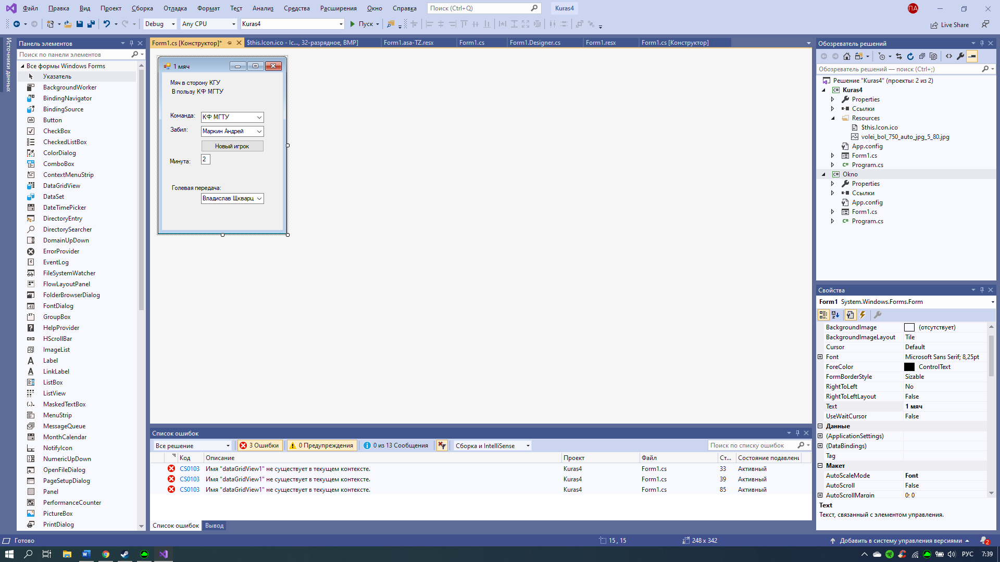 Файл Правка Вид Проект Сборка Отладка Формат Тест Анализ Средства Расширения Окно Справка Поиск (Ctrl+Q) Kuras4 ПА
Debug Any CPU Kuras4 Пуск Live Share
Источники данных
Панель элементов
Поиск по панели элементов
Все формы Windows Forms
Указатель
BackgroundWorker
BindingNavigator
BindingSource
Button
CheckBox
CheckedListBox
ColorDialog
ComboBox
ContextMenuStrip
DataGridView
DataSet
DateTimePicker
DirectoryEntry
DirectorySearcher
DomainUpDown
ErrorProvider
EventLog
FileSystemWatcher
FlowLayoutPanel
FolderBrowserDialog
FontDialog
GroupBox
HelpProvider
HScrollBar
ImageList
Label
LinkLabel
ListBox
ListView
MaskedTextBox
MenuStrip
MessageQueue
MonthCalendar
NotifyIcon
NumericUpDown
OpenFileDialog
PageSetupDialog
Panel
PerformanceCounter
PictureBox
PrintDialog
Form1.cs [Конструктор]* $this.Icon.ico - Ic..., 32-разрядное, BMP] Form1.asa-TZ.resx Form1.cs Form1.Designer.cs Form1.resx Form1.cs [Конструктор]
1 мяч
Мяч в сторону КГУ
В пользу КФ МГТУ
Команда: КФ МГТУ
Забил: Маркин Андрей
Новый игрок
Минута: 2
Голевая передача:
Владислав Щкварц
Список ошибок
Все решение 3 Ошибки 0 Предупреждения 0 из 13 Сообщения Сборка и IntelliSense Поиск по списку ошибок
Код Описание Проект Файл Ст... Состояние подавлени
CS0103 Имя "dataGridView1" не существует в текущем контексте. Kuras4 Form1.cs 33 Активный
CS0103 Имя "dataGridView1" не существует в текущем контексте. Kuras4 Form1.cs 39 Активный
CS0103 Имя "dataGridView1" не существует в текущем контексте. Kuras4 Form1.cs 85 Активный
Список ошибок Вывод
Обозреватель решений
Обозреватель решений — поиск (Ctrl+;)
Решение "Kuras4" (проекты: 2 из 2)
Kuras4
Properties
Ссылки
Resources
$this.Icon.ico
volei_bol_750_auto_jpg_5_80.jpg
App.config
Form1.cs
Program.cs
Okno
Properties
Ссылки
App.config
Form1.cs
Program.cs
Свойства
Form1 System.Windows.Forms.Form
BackgroundImage (отсутствует)
BackgroundImageLayout Tile
Cursor Default
Font Microsoft Sans Serif; 8,25pt
ForeColor ControlText
FormBorderStyle Sizable
RightToLeft No
RightToLeftLayout False
Text 1 мяч
UseWaitCursor False
Данные
(ApplicationSettings)
(DataBindings)
Tag
Макет
AutoScaleMode Font
AutoScroll False
AutoScrollMargin 0; 0
Text
Текст, связанный с элементом управления.
Готово 15 , 15 248 x 342 Добавить в систему управления версиями 2
РУС 7:39